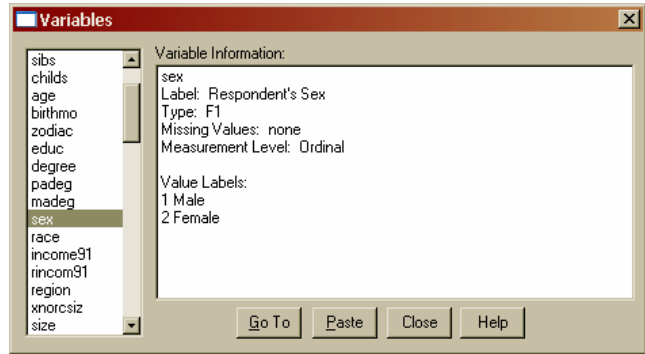 Variables
sibs
childs
age
birthmo
zodiac
educ
degree
padeg
madeg
sex
race
income91
rincom91
region
xnorcsiz
size
Variable Information:
sex
Label: Respondent's Sex
Type: F1
Missing Values: none
Measurement Level: Ordinal
Value Labels:
1 Male
2 Female
Go To
Paste
Close
Help